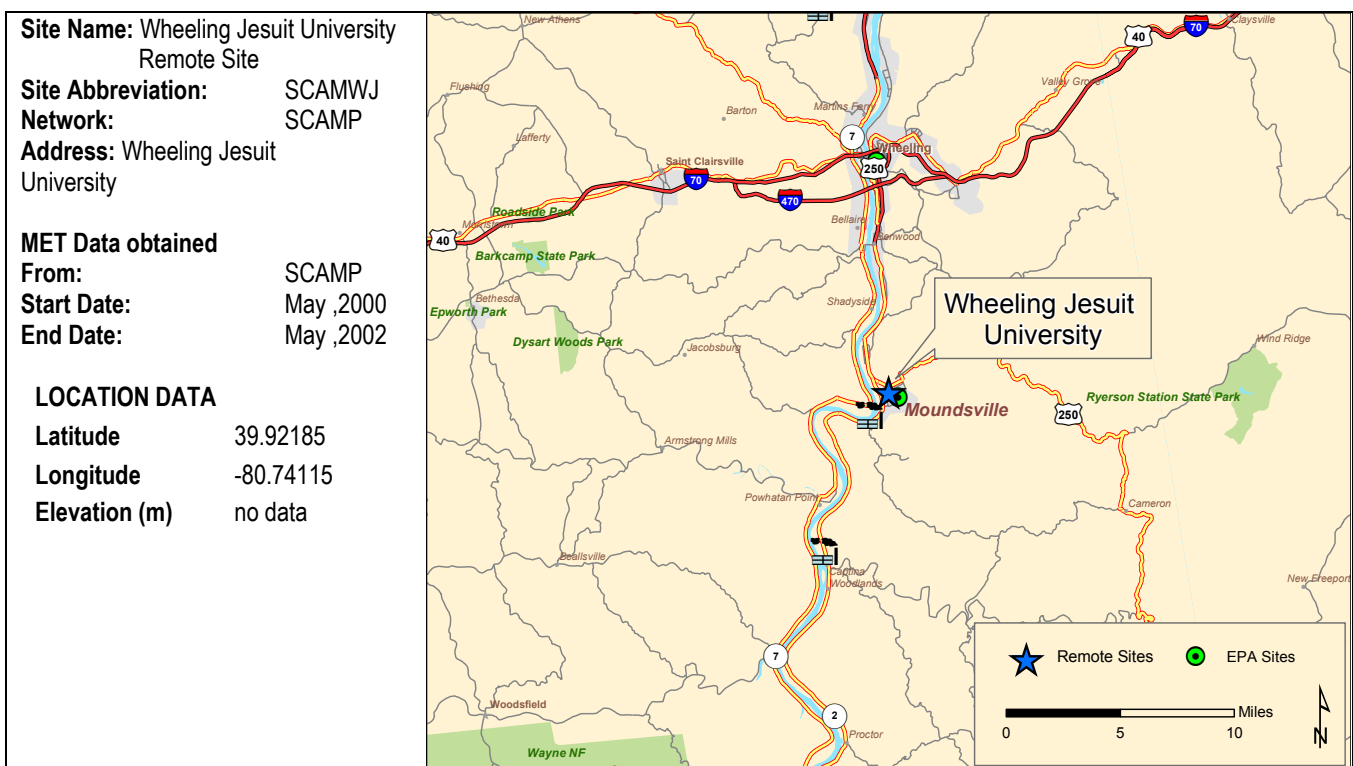 Site Name: Wheeling Jesuit University
Remote Site
Site Abbreviation: SCAMWJ
Network: SCAMP
Address: Wheeling Jesuit
University
MET Data obtained
From: SCAMP
Start Date: May ,2000
End Date: May ,2002
LOCATION DATA
Latitude 39.92185
Longitude -80.74115
Elevation (m) no data
New Athens
Claysville
70
40
Flushing
Valley Grove
Barton
Martins Ferry
7
Lafferty
Wheeling
Saint Clairsville
250
70
470
Roadside Park
Morristown
Bellaire
40
Benwood
Barkcamp State Park
Bethesda
Shadyside
Wheeling Jesuit
University
Epworth Park
Dysart Woods Park
Jacobsburg
Wind Ridge
Ryerson Station State Park
Moundsville
250
Armstrong Mills
Powhatan Point
Cameron
Beallsville
Captina
Woodlands
New Freeport
7
Remote Sites
EPA Sites
Woodsfield
2
Miles
0 5 10
N
Proctor
Wayne NF